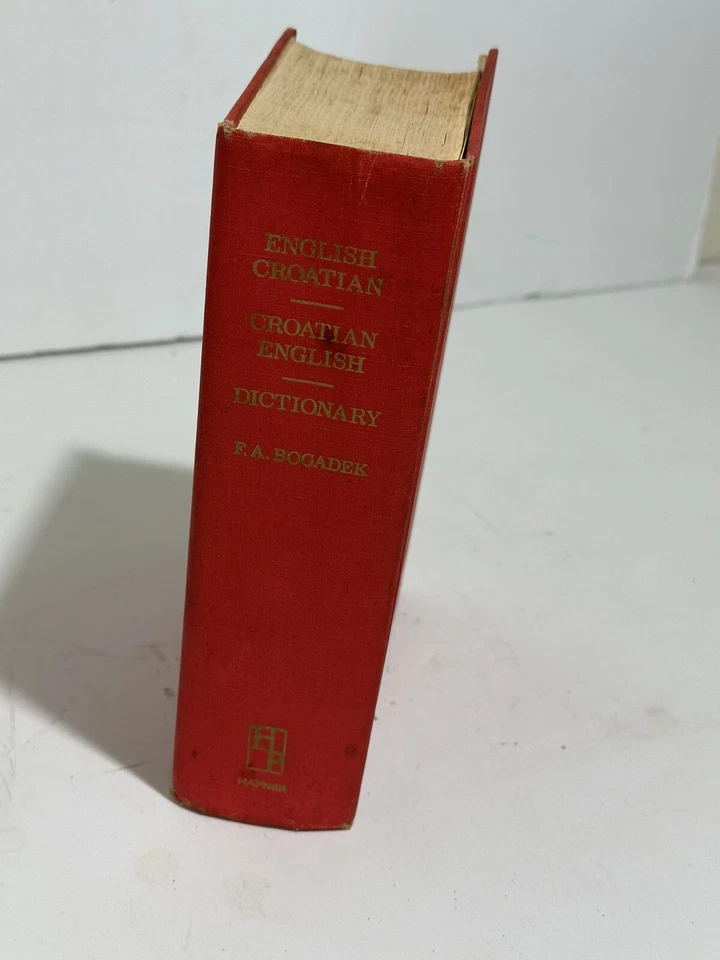 ENGLISH
CROATIAN
CROATIAN
ENGLISH
DICTIONARY
F. A. BOGADEK
HAFNER